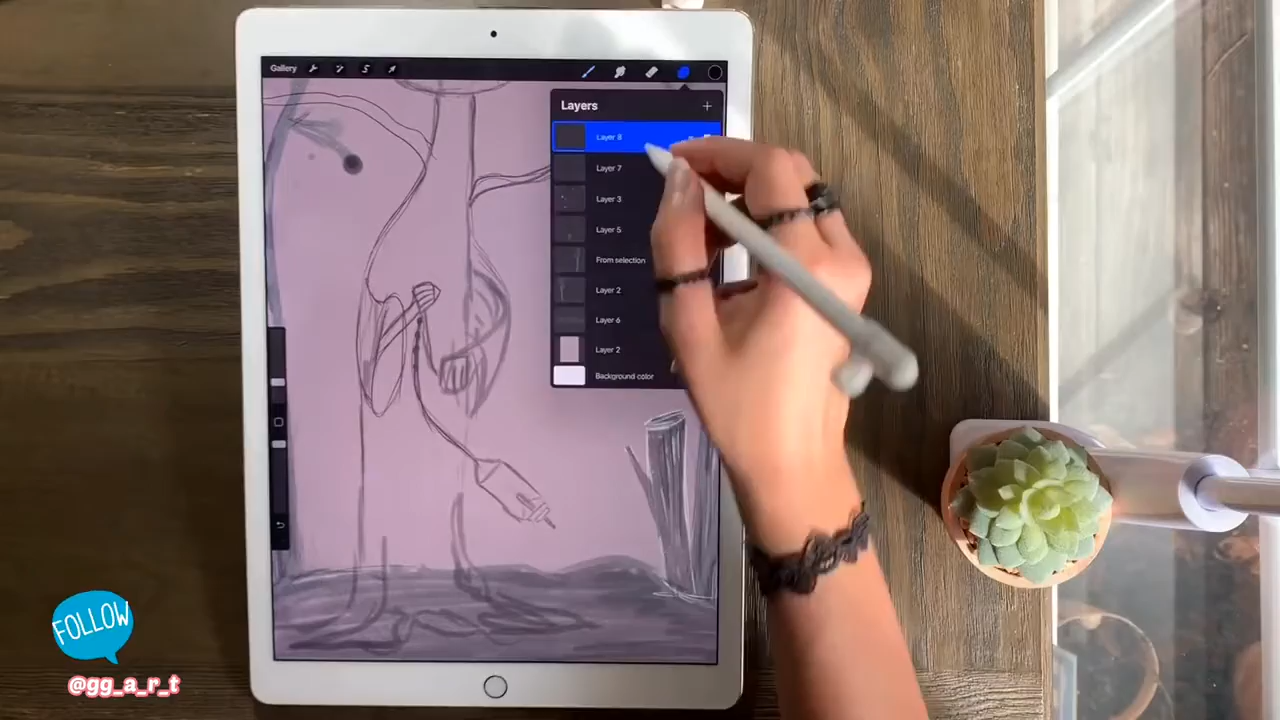 Gallery
Layers
Layer 8
Layer 7
Layer 3
Layer 5
From selection
Layer 2
Layer 6
Layer 2
Background color
FOLLOW
@gg_a_r_t